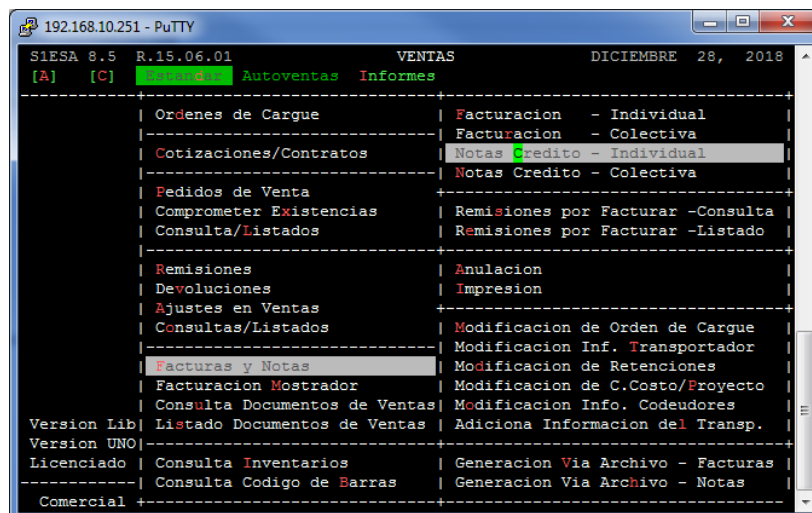 192.168.10.251 - PuTTY
S1ESA 8.5 R.15.06.01 VENTAS DICIEMBRE 28, 2018
[A] [C] Estandar Autoventas Informes
Ordenes de Cargue
Cotizaciones/Contratos
Pedidos de Venta
Comprometer Existencias
Consulta/Listados
Remisiones
Devoluciones
Ajustes en Ventas
Consultas/Listados
Facturas y Notas
Facturacion Mostrador
Consulta Documentos de Ventas
Listado Documentos de Ventas
Consulta Inventarios
Consulta Codigo de Barras
Facturacion - Individual
Facturacion - Colectiva
Notas Credito - Individual
Notas Credito - Colectiva
Remisiones por Facturar -Consulta
Remisiones por Facturar -Listado
Anulacion
Impresion
Modificacion de Orden de Cargue
Modificacion Inf. Transportador
Modificacion de Retenciones
Modificacion de C.Costo/Proyecto
Modificacion Info. Codeudores
Adiciona Informacion del Transp.
Generacion Via Archivo - Facturas
Generacion Via Archivo - Notas
Version Lib
Version UNO
Licenciado
Comercial